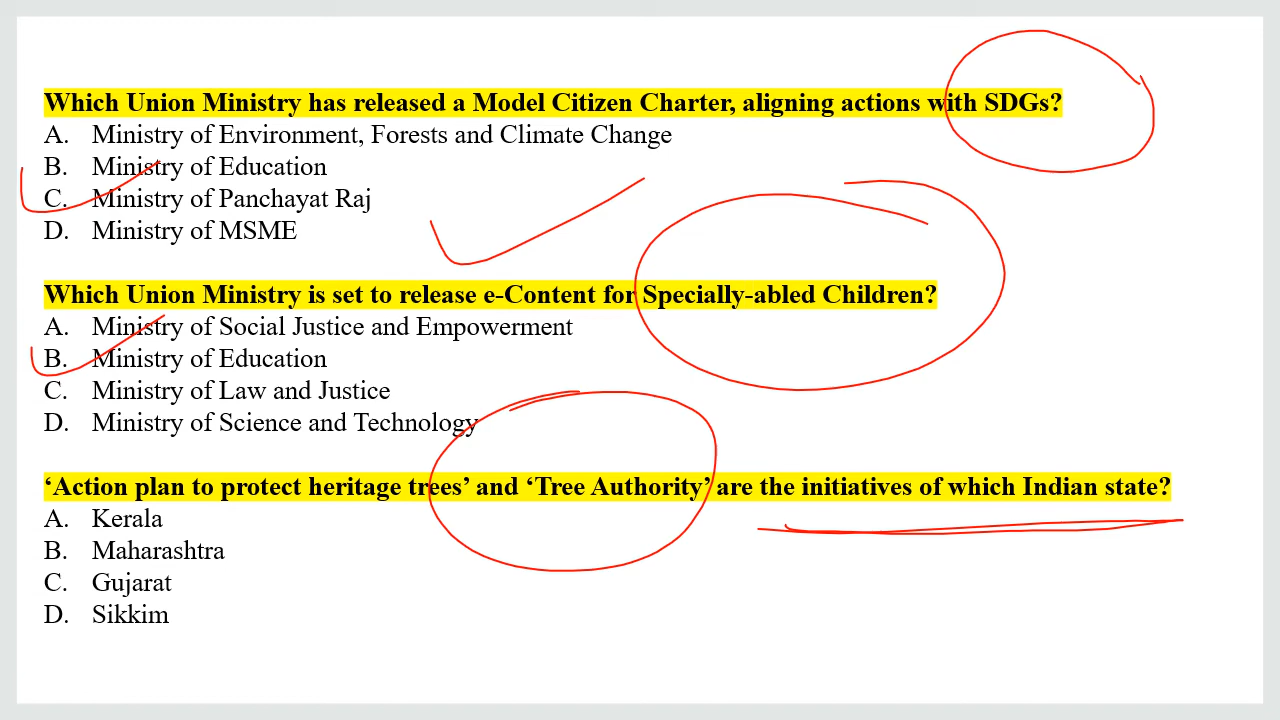 Which Union Ministry has released a Model Citizen Charter, aligning actions with SDGs?
A. Ministry of Environment, Forests and Climate Change
B. Ministry of Education
C. Ministry of Panchayat Raj
D. Ministry of MSME
Which Union Ministry is set to release e-Content for Specially-abled Children?
A. Ministry of Social Justice and Empowerment
B. Ministry of Education
C. Ministry of Law and Justice
D. Ministry of Science and Technology
‘Action plan to protect heritage trees’ and ‘Tree Authority’ are the initiatives of which Indian state?
A. Kerala
B. Maharashtra
C. Gujarat
D. Sikkim